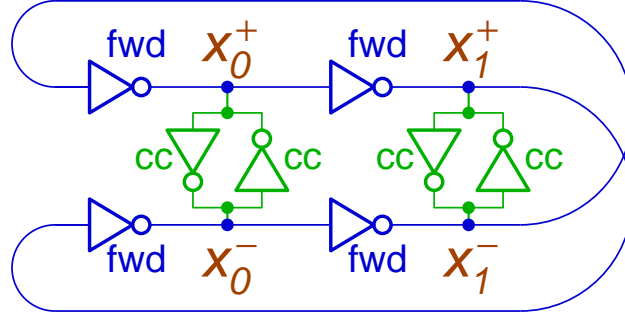 fwd x₀⁺ fwd x₁⁺
cc cc cc cc
fwd x₀⁻ fwd x₁⁻